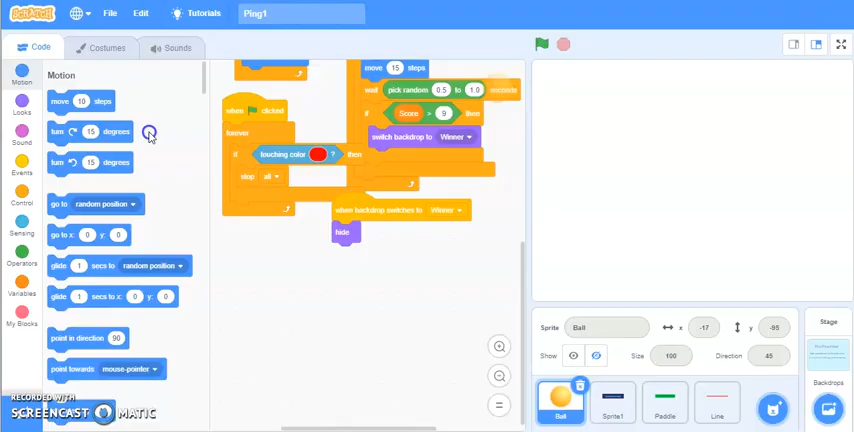 SCRATCH
File
Edit
Tutorials
Ping1
Code
Costumes
Sounds
Motion
Looks
Sound
Events
Control
Sensing
Operators
Variables
My Blocks
Motion
move 10 steps
turn 15 degrees
turn 15 degrees
go to random position
go to x: 0 y: 0
glide 1 secs to random position
glide 1 secs to x: 0 y: 0
point in direction 90
point towards mouse-pointer
when clicked
forever
if touching color ? then
stop all
move 15 steps
wait pick random 0.5 to 1.0 seconds
if Score > 9 then
switch backdrop to Winner
when backdrop switches to Winner
hide
Sprite Ball x -17 y -95
Show Size 100 Direction 45
Ball
Sprite1
Paddle
Line
Stage
Backdrops
RECORDED WITH
SCREENCAST MATIC